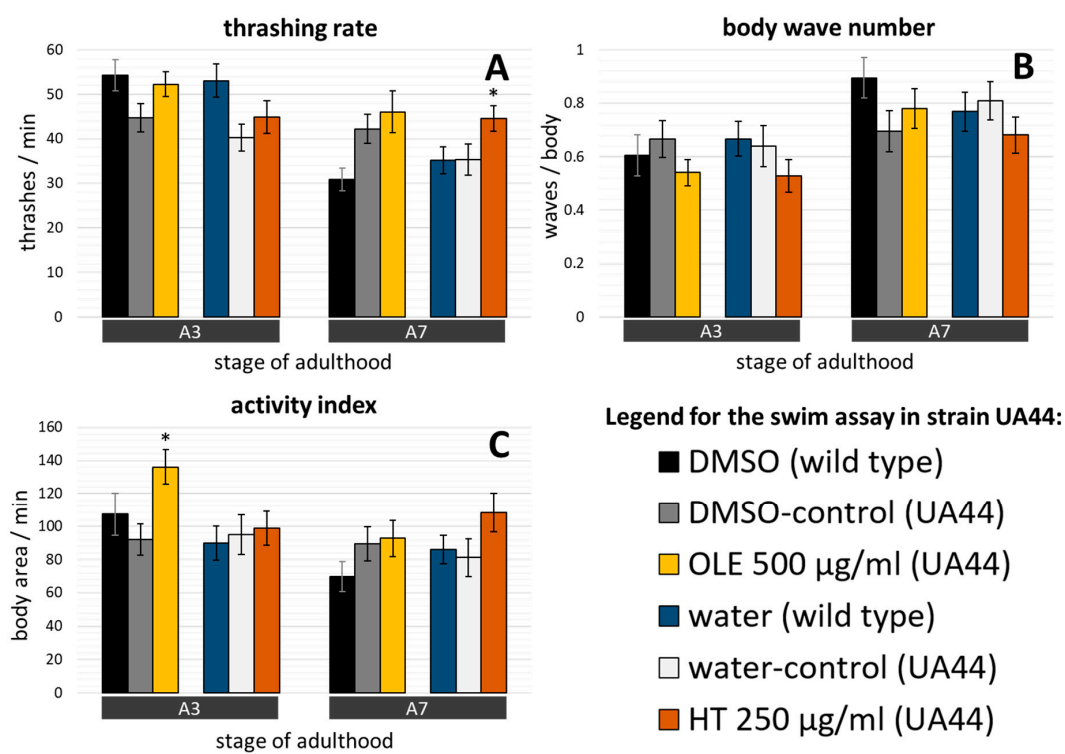 thrashing rate
A
thrashes / min
60
50
40
30
20
10
0
*
A3
A7
stage of adulthood
body wave number
B
waves / body
1
0.8
0.6
0.4
0.2
0
A3
A7
stage of adulthood
activity index
C
body area / min
160
140
120
100
80
60
40
20
0
*
A3
A7
stage of adulthood
Legend for the swim assay in strain UA44:
DMSO (wild type)
DMSO-control (UA44)
OLE 500 µg/ml (UA44)
water (wild type)
water-control (UA44)
HT 250 µg/ml (UA44)